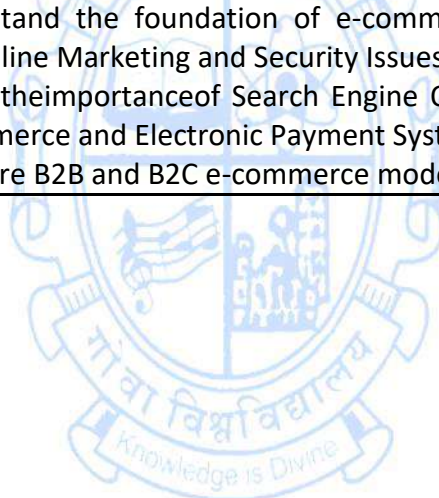 tand the foundation of e-comm
line Marketing and Security Issues
theimportanceof Search Engine
merce and Electronic Payment Syst
re B2B and B2C e-commerce mode
गोवा विश्वविद्यालय
Knowledge is Divine